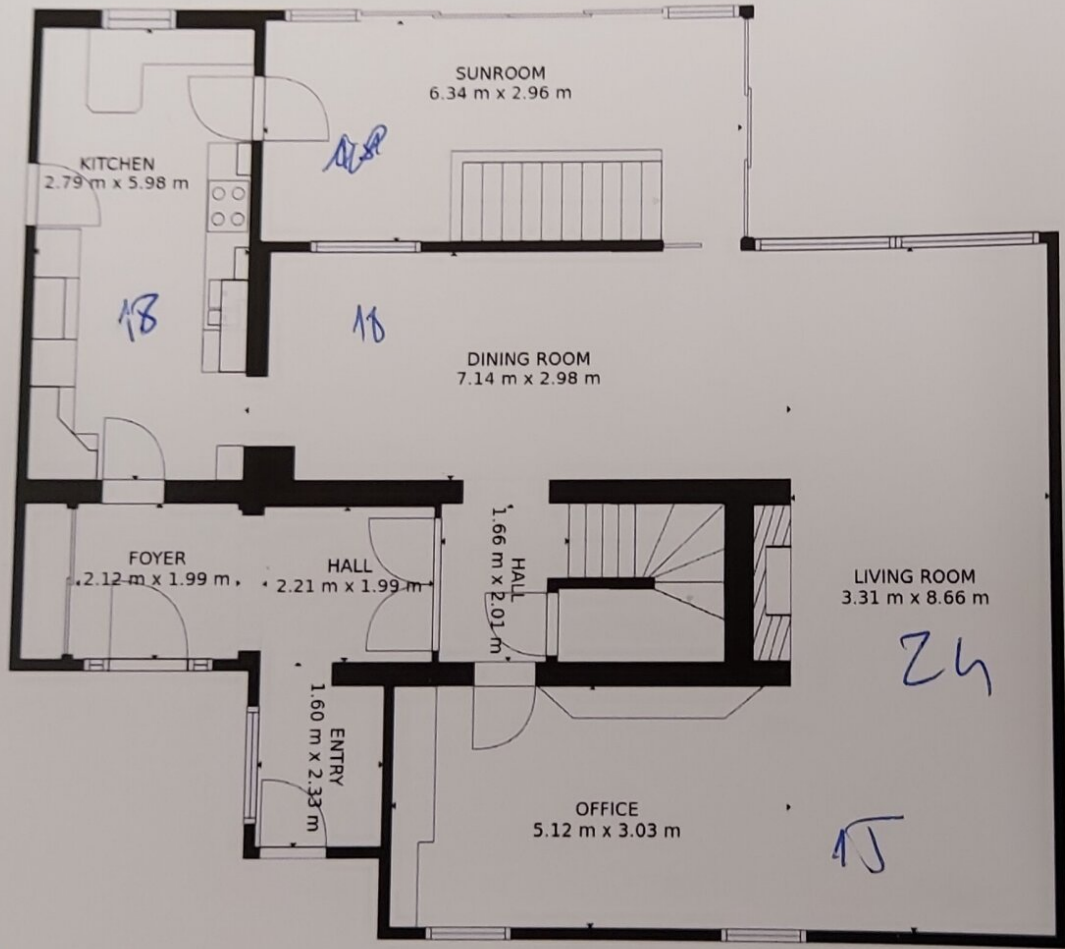 SUNROOM
6.34 m x 2.96 m
KITCHEN
2.79 m x 5.98 m
18
18
DINING ROOM
7.14 m x 2.98 m
FOYER
2.12 m x 1.99 m
HALL
2.21 m x 1.99 m
HALL
1.66 m x 2.01 m
LIVING ROOM
3.31 m x 8.66 m
24
ENTRY
1.60 m x 2.33 m
OFFICE
5.12 m x 3.03 m
15